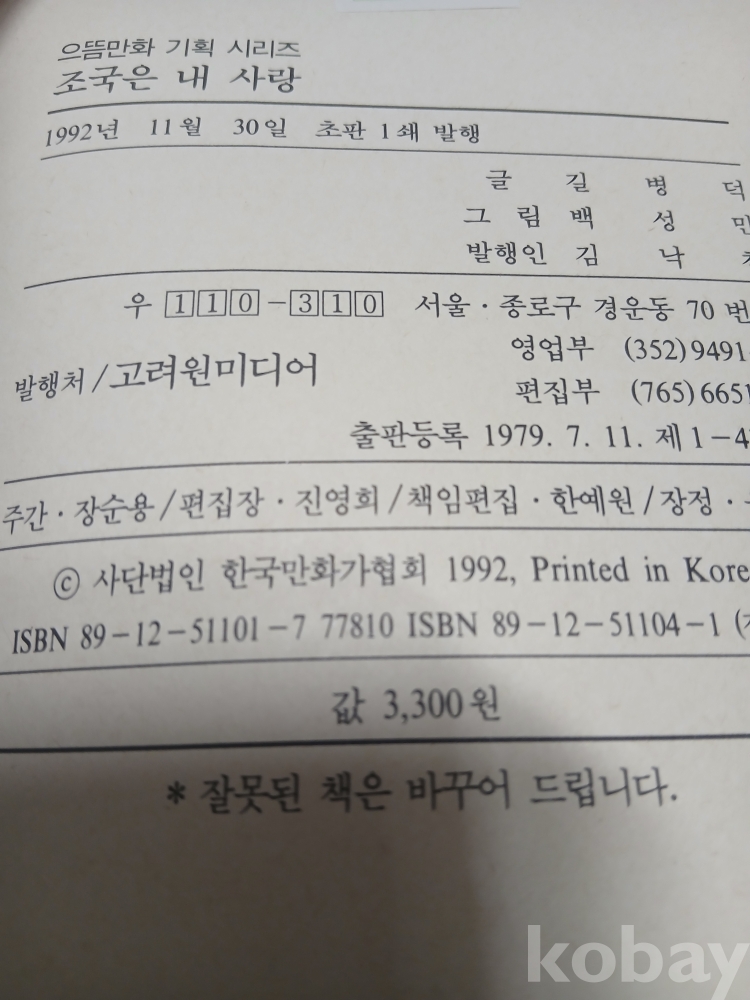 으뜸만화 기획 시리즈
조국은 내 사랑
1992년 11월 30일 초판 1쇄 발행
글 길 병 덕
그 림 백 성 민
발행인 김 낙
우 110-310 서울·종로구 경운동 70 번
영업부 (352)9491
발행처/고려원미디어
편집부 (765)6651
출판등록 1979. 7. 11. 제 1-4
주간·장순용/편집장·진영희/책임편집·한예원/장정·
ⓒ 사단법인 한국만화가협회 1992, Printed in Kore
ISBN 89-12-51101-7 77810 ISBN 89-12-51104-1 (
값 3,300원
* 잘못된 책은 바꾸어 드립니다.
kobay